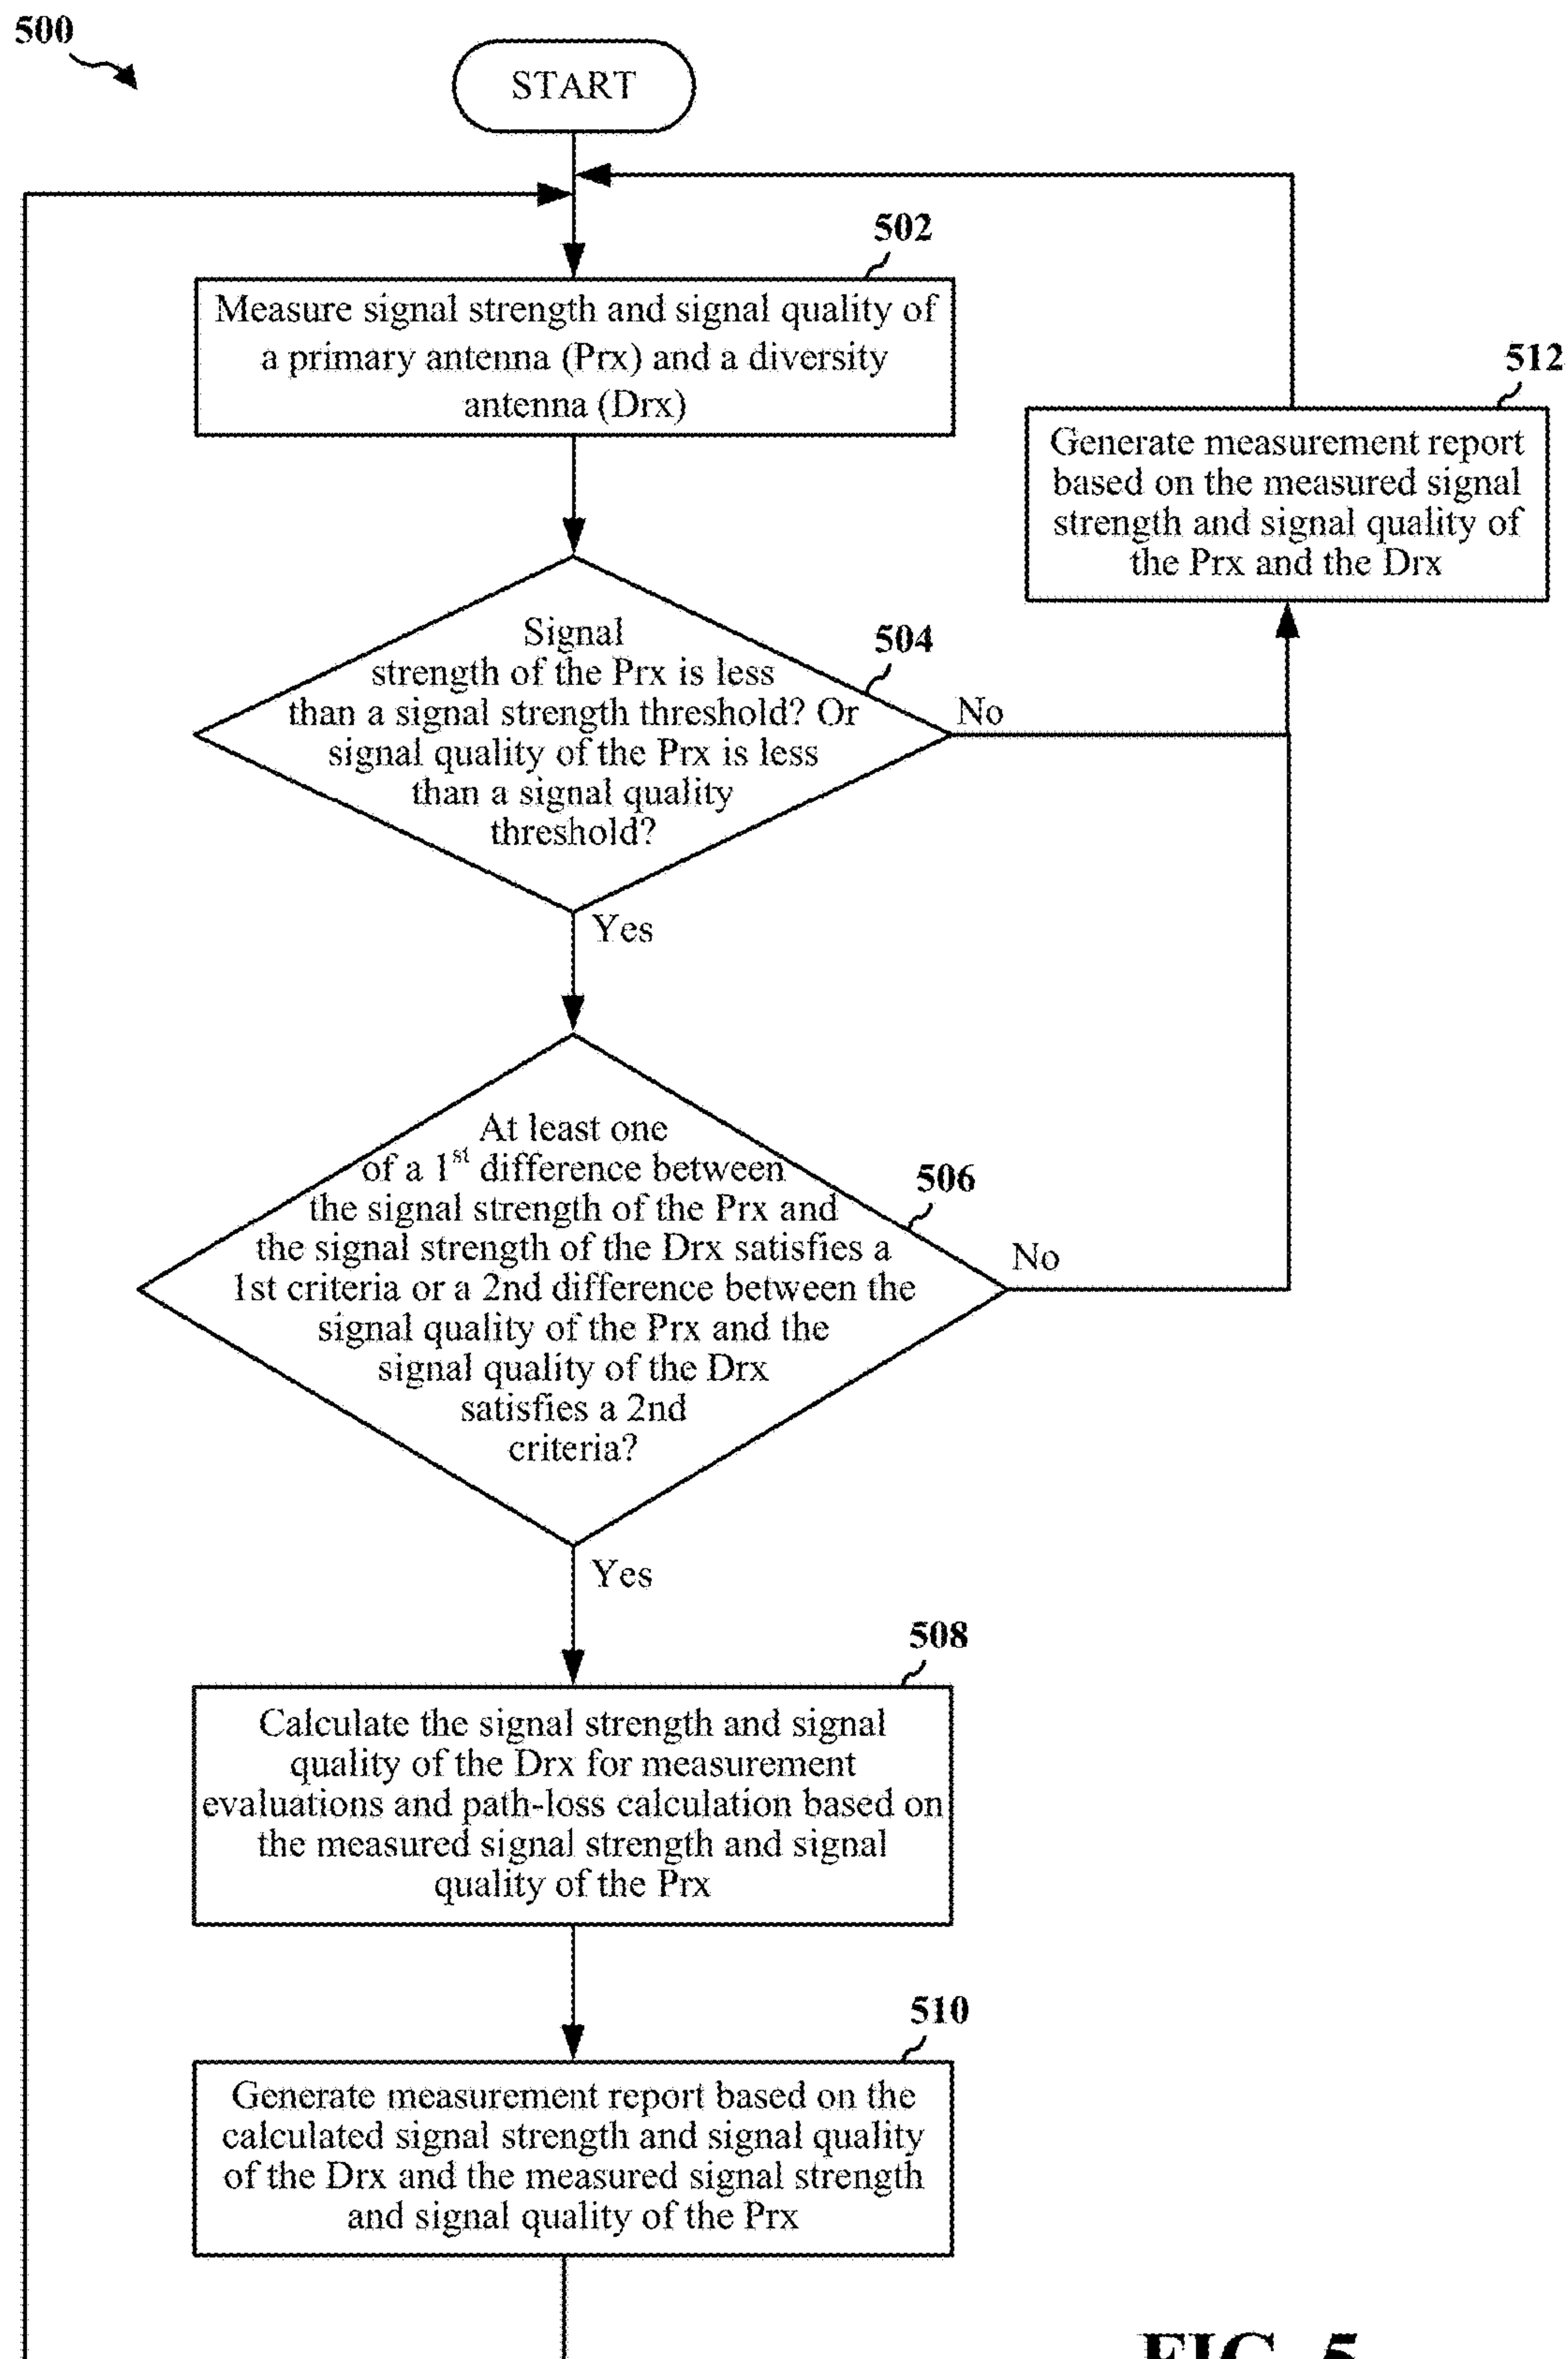 500
START
502
Measure signal strength and signal quality of
a primary antenna (Prx) and a diversity
antenna (Drx)
512
Generate measurement report
based on the measured signal
strength and signal quality of
the Prx and the Drx
504
Signal
strength of the Prx is less
than a signal strength threshold? Or
signal quality of the Prx is less
than a signal quality
threshold?
No
Yes
506
At least one
of a 1st difference between
the signal strength of the Prx and
the signal strength of the Drx satisfies a
1st criteria or a 2nd difference between the
signal quality of the Prx and the
signal quality of the Drx
satisfies a 2nd
criteria?
No
Yes
508
Calculate the signal strength and signal
quality of the Drx for measurement
evaluations and path-loss calculation based on
the measured signal strength and signal
quality of the Prx
510
Generate measurement report based on the
calculated signal strength and signal quality
of the Drx and the measured signal strength
and signal quality of the Prx
FIG. 5